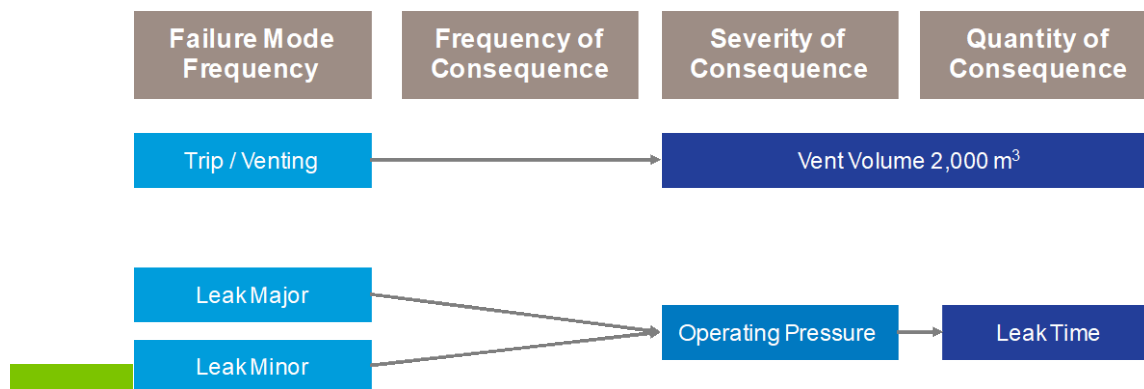 Failure Mode
Frequency
Frequency of
Consequence
Severity of
Consequence
Quantity of
Consequence
Trip / Venting
Vent Volume 2,000 m³
Leak Major
Operating Pressure
Leak Time
Leak Minor